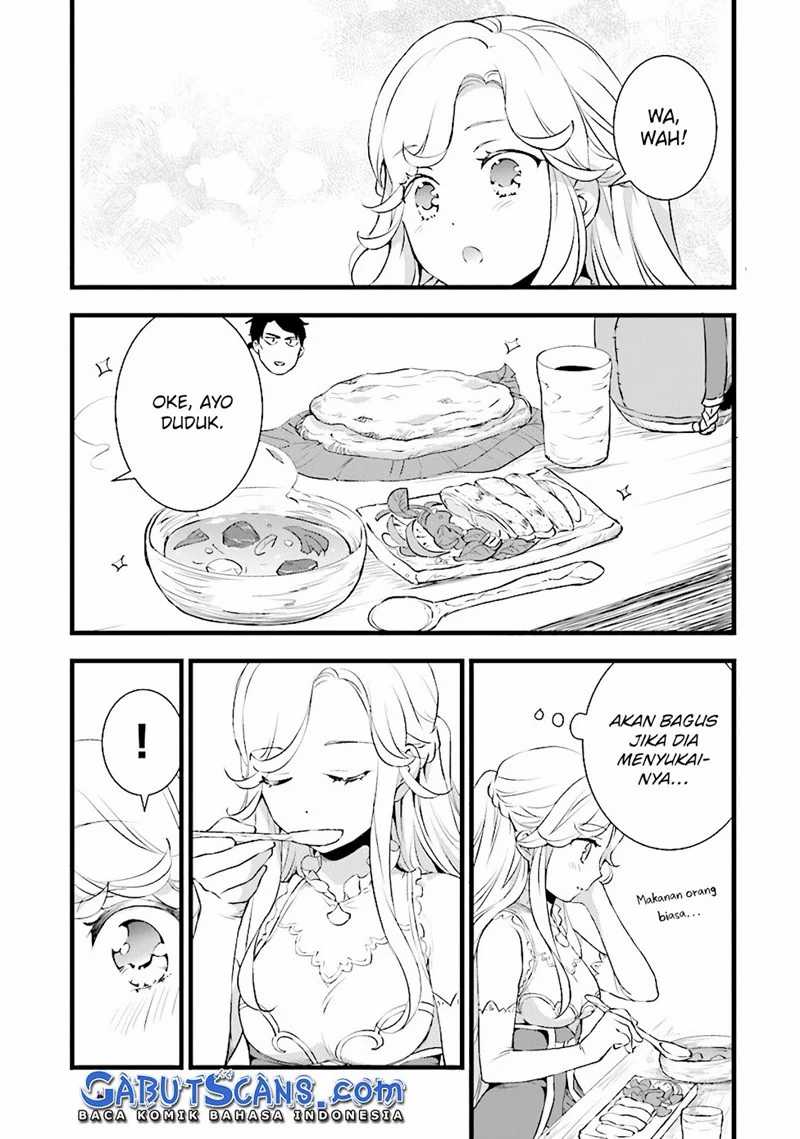 WA,
WAH!
OKE, AYO
DUDUK.
AKAN BAGUS
JIKA DIA
MENYUKAI-
NYA...
Makanan orang
biasa...
!
GABUTSCANS.COM
BACA KOMIK BAHASA INDONESIA